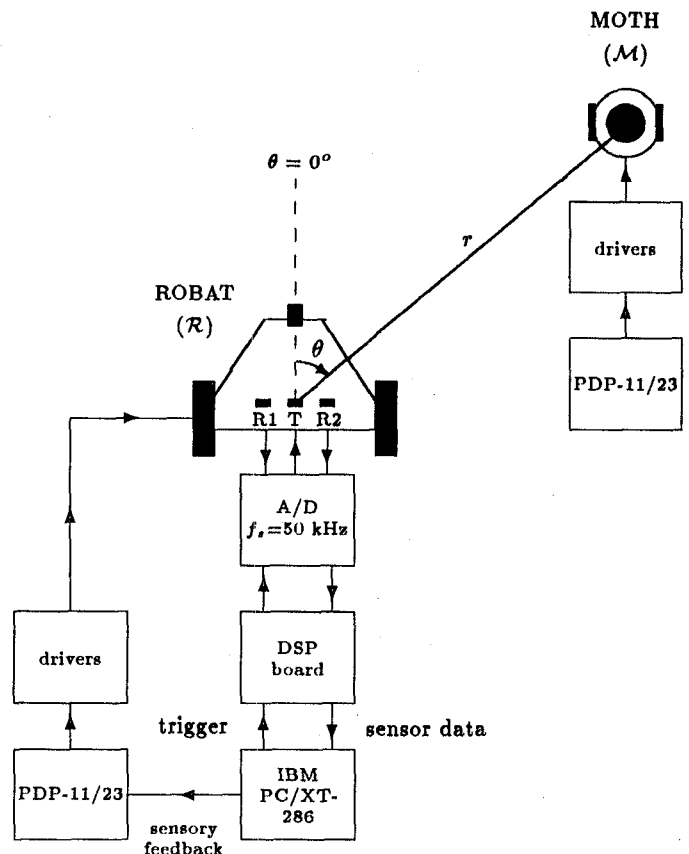 MOTH
(M)
θ = 0°
r
drivers
ROBAT
(R)
θ
PDP-11/23
R1 T R2
A/D
fₛ=50 kHz
drivers
DSP
board
trigger
sensor data
PDP-11/23
IBM
PC/XT-
286
sensory
feedback